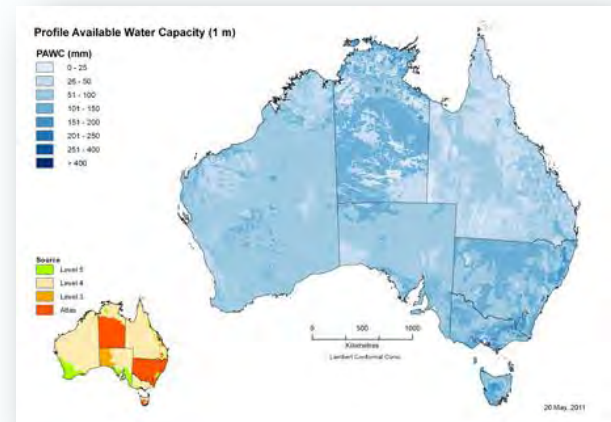 Profile Available Water Capacity (1 m)
PAWC (mm)
0 - 25
26 - 50
51 - 100
101 - 150
151 - 200
201 - 250
251 - 400
> 400
Source
Level 5
Level 4
Level 3
Atlas
0 500 1000
Kilometres
Lambert Conformal Conic
20 May, 2011